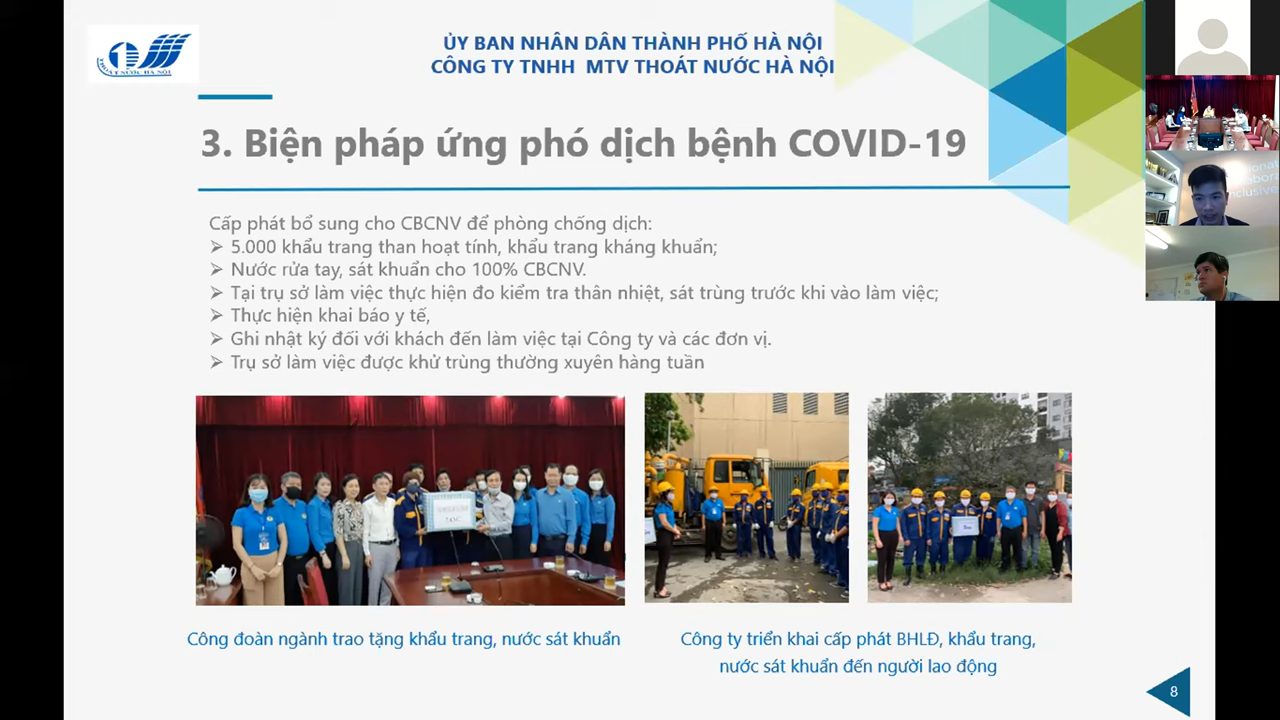 THOÁT NƯỚC HÀ NỘI
ỦY BAN NHÂN DÂN THÀNH PHỐ HÀ NỘI
CÔNG TY TNHH MTV THOÁT NƯỚC HÀ NỘI
3. Biện pháp ứng phó dịch bệnh COVID-19
Cấp phát bổ sung cho CBCNV để phòng chống dịch:
➢ 5.000 khẩu trang than hoạt tính, khẩu trang kháng khuẩn;
➢ Nước rửa tay, sát khuẩn cho 100% CBCNV.
➢ Tại trụ sở làm việc thực hiện đo kiểm tra thân nhiệt, sát trùng trước khi vào làm việc;
➢ Thực hiện khai báo y tế,
➢ Ghi nhật ký đối với khách đến làm việc tại Công ty và các đơn vị.
➢ Trụ sở làm việc được khử trùng thường xuyên hàng tuần
Công đoàn ngành trao tặng khẩu trang, nước sát khuẩn
Công ty triển khai cấp phát BHLĐ, khẩu trang,
nước sát khuẩn đến người lao động
8